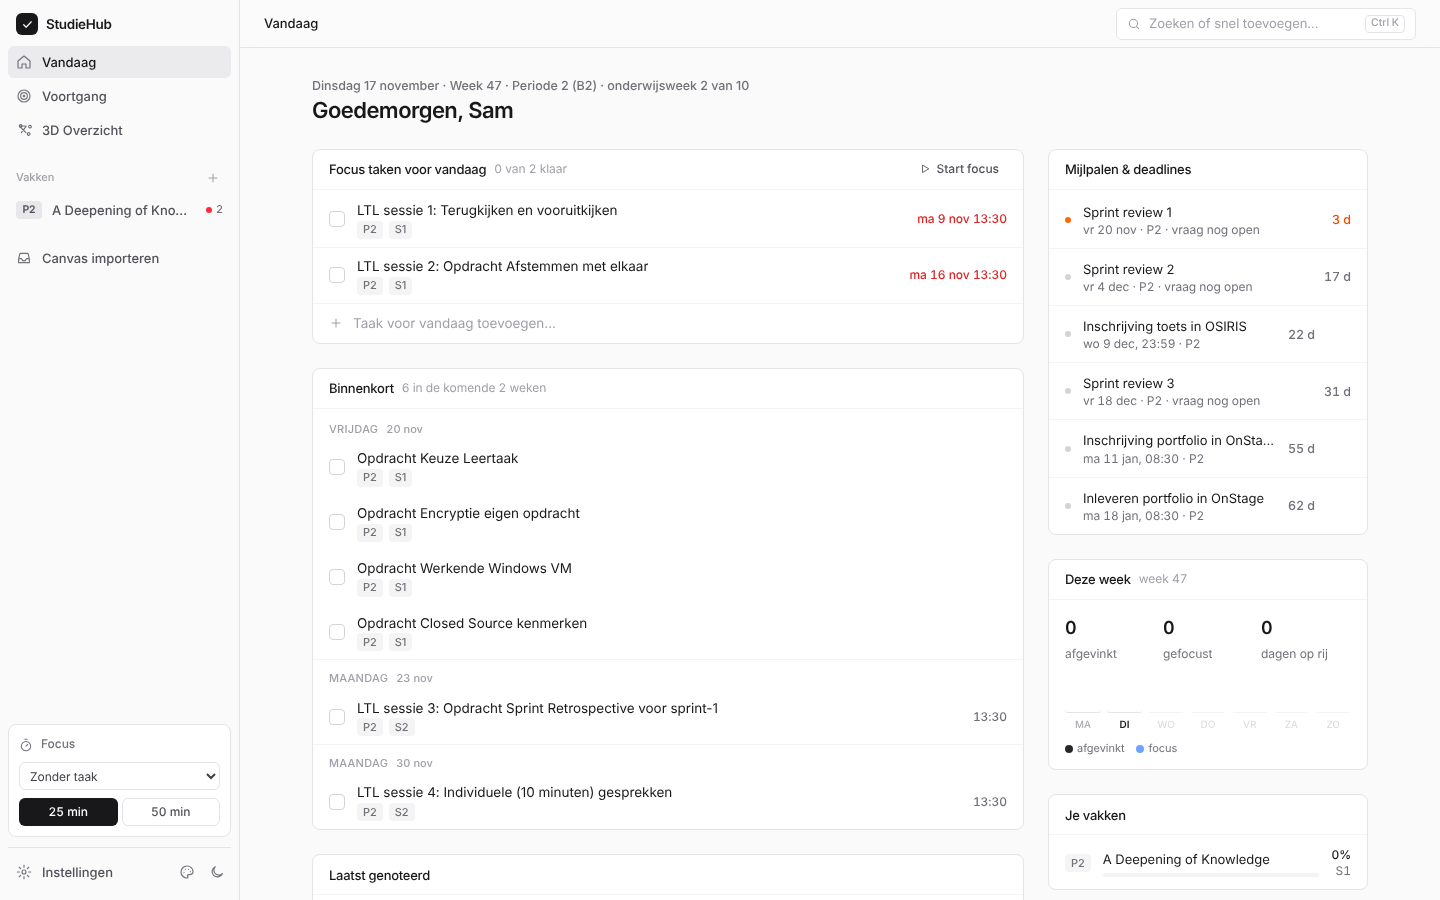 StudieHub
Vandaag
Voortgang
3D Overzicht
Vakken
P2 A Deepening of Kno... 2
Canvas importeren
Focus
Zonder taak
25 min 50 min
Instellingen
Vandaag
Zoeken of snel toevoegen... Ctrl K
Dinsdag 17 november · Week 47 · Periode 2 (B2) · onderwijsweek 2 van 10
Goedemorgen, Sam
Focus taken voor vandaag 0 van 2 klaar Start focus
LTL sessie 1: Terugkijken en vooruitkijken
P2 S1
ma 9 nov 13:30
LTL sessie 2: Opdracht Afstemmen met elkaar
P2 S1
ma 16 nov 13:30
Taak voor vandaag toevoegen...
Binnenkort 6 in de komende 2 weken
VRIJDAG 20 nov
Opdracht Keuze Leertaak
P2 S1
Opdracht Encryptie eigen opdracht
P2 S1
Opdracht Werkende Windows VM
P2 S1
Opdracht Closed Source kenmerken
P2 S1
MAANDAG 23 nov
LTL sessie 3: Opdracht Sprint Retrospective voor sprint-1
P2 S2
13:30
MAANDAG 30 nov
LTL sessie 4: Individuele (10 minuten) gesprekken
P2 S2
13:30
Laatst genoteerd
Mijlpalen & deadlines
Sprint review 1
vr 20 nov · P2 · vraag nog open
3 d
Sprint review 2
vr 4 dec · P2 · vraag nog open
17 d
Inschrijving toets in OSIRIS
wo 9 dec, 23:59 · P2
22 d
Sprint review 3
vr 18 dec · P2 · vraag nog open
31 d
Inschrijving portfolio in OnSta...
ma 11 jan, 08:30 · P2
55 d
Inleveren portfolio in OnStage
ma 18 jan, 08:30 · P2
62 d
Deze week week 47
0 0 0
afgevinkt gefocust dagen op rij
MA DI WO DO VR ZA ZO
afgevinkt focus
Je vakken
P2 A Deepening of Knowledge 0%
S1